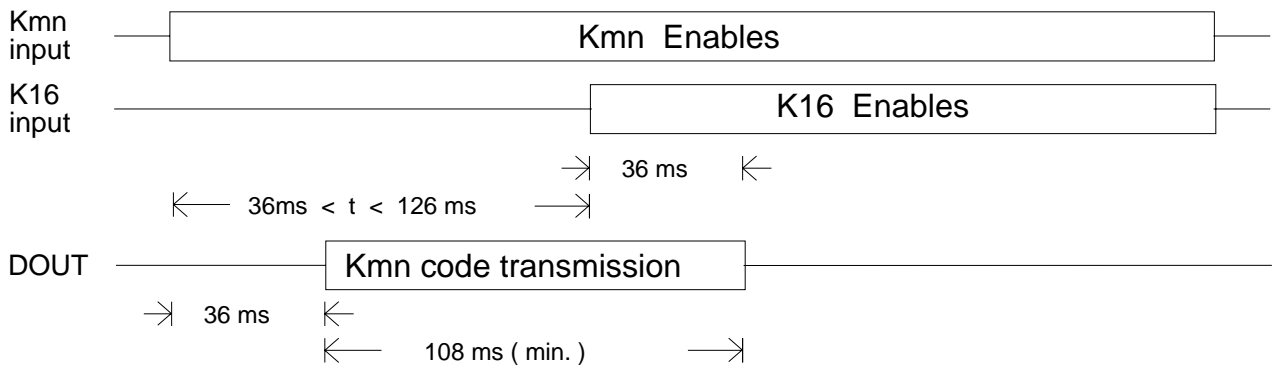 Kmn
input
Kmn Enables
K16
input
K16 Enables
36 ms
36ms < t < 126 ms
DOUT
Kmn code transmission
36 ms
108 ms ( min. )